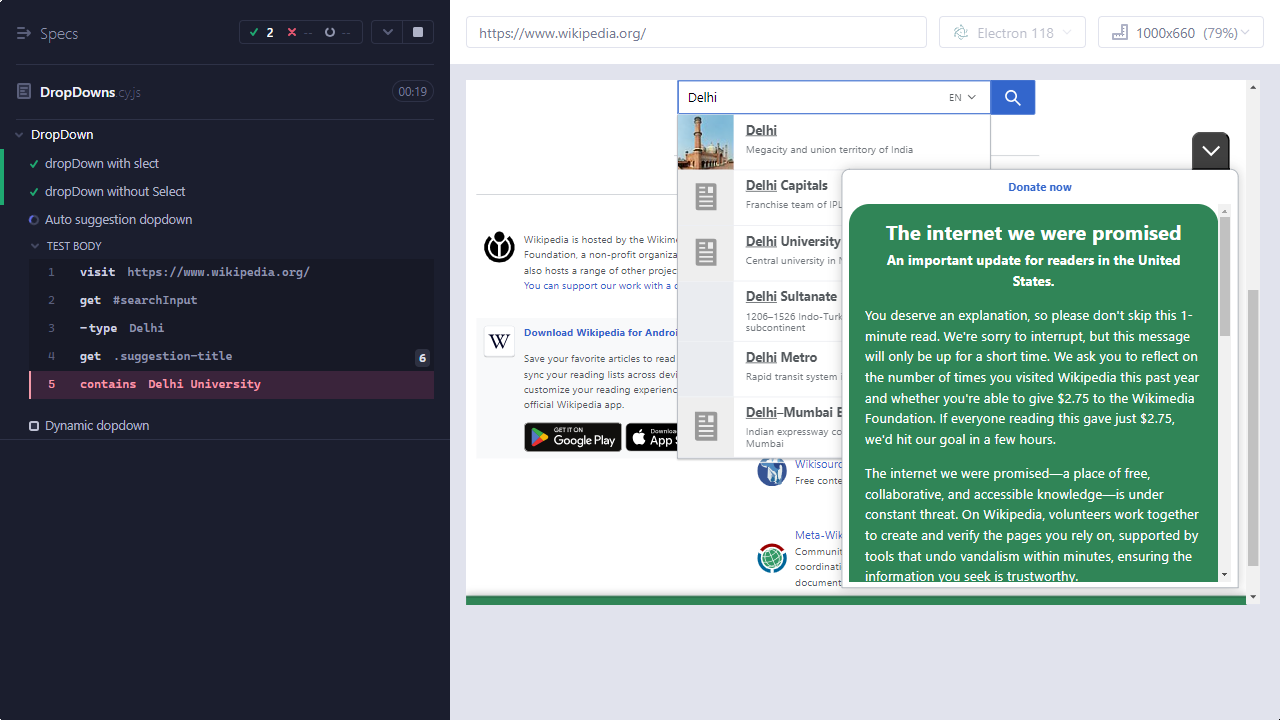 Specs
2
--
--
DropDowns.cy.js
00:19
DropDown
dropDown with slect
dropDown without Select
Auto suggestion dopdown
TEST BODY
1 visit https://www.wikipedia.org/
2 get #searchInput
3 -type Delhi
4 get .suggestion-title 6
5 contains Delhi University
Dynamic dopdown
https://www.wikipedia.org/
Electron 118
1000x660 (79%)
Delhi
EN
Delhi
Megacity and union territory of India
Delhi Capitals
Franchise team of IPL
Delhi University
Central university in
Delhi Sultanate
1206–1526 Indo-Turk
subcontinent
Delhi Metro
Rapid transit system
Delhi–Mumbai E
Indian expressway co
Mumbai
Wikipedia is hosted by the Wikime
Foundation, a non-profit organiza
also hosts a range of other projec
You can support our work with a d
Download Wikipedia for Androi
Save your favorite articles to read
sync your reading lists across devi
customize your reading experienc
official Wikipedia app.
GET IT ON
Google Play
Download
App S
Wikisourc
Free conte
Meta-Wik
Communit
coordinati
document
Donate now
The internet we were promised
An important update for readers in the United
States.
You deserve an explanation, so please don't skip this 1-
minute read. We're sorry to interrupt, but this message
will only be up for a short time. We ask you to reflect on
the number of times you visited Wikipedia this past year
and whether you're able to give $2.75 to the Wikimedia
Foundation. If everyone reading this gave just $2.75,
we'd hit our goal in a few hours.
The internet we were promised—a place of free,
collaborative, and accessible knowledge—is under
constant threat. On Wikipedia, volunteers work together
to create and verify the pages you rely on, supported by
tools that undo vandalism within minutes, ensuring the
information you seek is trustworthy.